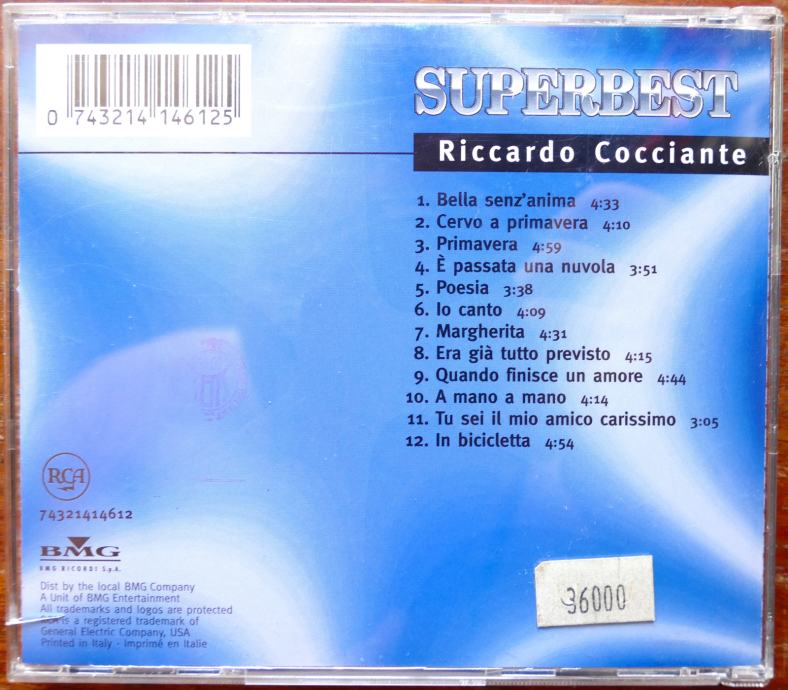 0 743214 146125
SUPERBEST
Riccardo Cocciante
1. Bella senz'anima 4:33
2. Cervo a primavera 4:10
3. Primavera 4:59
4. È passata una nuvola 3:51
5. Poesia 3:38
6. Io canto 4:09
7. Margherita 4:31
8. Era già tutto previsto 4:15
9. Quando finisce un amore 4:44
10. A mano a mano 4:14
11. Tu sei il mio amico carissimo 3:05
12. In bicicletta 4:54
RCA
74321414612
BMG
BMG RICORDI S.p.A.
Dist by the local BMG Company
A Unit of BMG Entertainment
All trademarks and logos are protected
RCA is a registered trademark of
General Electric Company, USA
Printed in Italy - Imprimé en Italie
36000